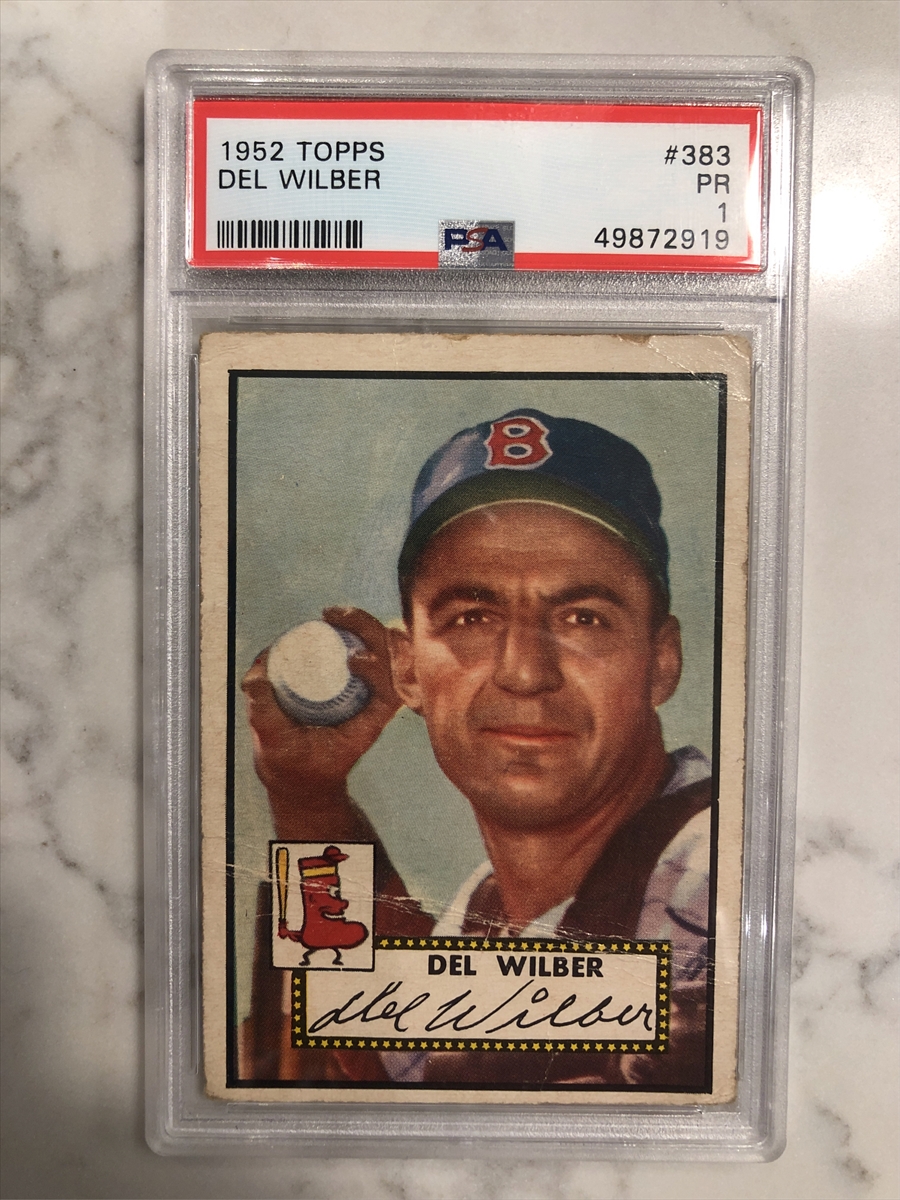 1952 TOPPS
DEL WILBER
#383
PR
1
PSA
49872919
B
DEL WILBER
Del Wilber